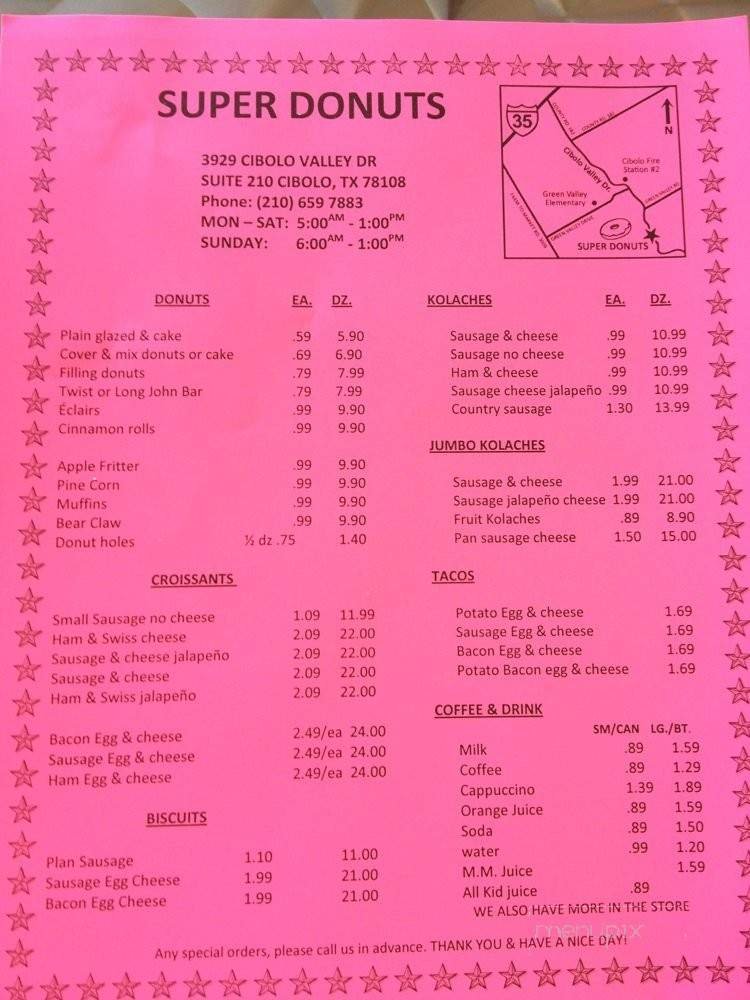 SUPER DONUTS
3929 CIBOLO VALLEY DR
SUITE 210 CIBOLO, TX 78108
Phone: (210) 659 7883
MON – SAT: 5:00AM - 1:00PM
SUNDAY: 6:00AM - 1:00PM
35
COUNTY RD. 382
N
Cibolo Valley Dr.
Cibolo Fire
Station #2
Green Valley
Elementary
GREEN VALLEY RD
GREEN VALLEY DRIVE
SUPER DONUTS
DONUTS EA. DZ.
Plain glazed & cake .59 5.90
Cover & mix donuts or cake .69 6.90
Filling donuts .79 7.99
Twist or Long John Bar .79 7.99
Éclairs .99 9.90
Cinnamon rolls .99 9.90
Apple Fritter .99 9.90
Pine Corn .99 9.90
Muffins .99 9.90
Bear Claw .99 9.90
Donut holes ½ dz .75 1.40
CROISSANTS
Small Sausage no cheese 1.09 11.99
Ham & Swiss cheese 2.09 22.00
Sausage & cheese jalapeño 2.09 22.00
Sausage & cheese 2.09 22.00
Ham & Swiss jalapeño 2.09 22.00
Bacon Egg & cheese 2.49/ea 24.00
Sausage Egg & cheese 2.49/ea 24.00
Ham Egg & cheese 2.49/ea 24.00
BISCUITS
Plan Sausage 1.10 11.00
Sausage Egg Cheese 1.99 21.00
Bacon Egg Cheese 1.99 21.00
KOLACHES EA. DZ.
Sausage & cheese .99 10.99
Sausage no cheese .99 10.99
Ham & cheese .99 10.99
Sausage cheese jalapeño .99 10.99
Country sausage 1.30 13.99
JUMBO KOLACHES
Sausage & cheese 1.99 21.00
Sausage jalapeño cheese 1.99 21.00
Fruit Kolaches .89 8.90
Pan sausage cheese 1.50 15.00
TACOS
Potato Egg & cheese 1.69
Sausage Egg & cheese 1.69
Bacon Egg & cheese 1.69
Potato Bacon egg & cheese 1.69
COFFEE & DRINK
SM/CAN LG./BT.
Milk .89 1.59
Coffee .89 1.29
Cappuccino 1.39 1.89
Orange Juice .89 1.59
Soda .89 1.50
water .99 1.20
M.M. Juice 1.59
All Kid juice .89
WE ALSO HAVE MORE IN THE STORE
menupix
Any special orders, please call us in advance. THANK YOU & HAVE A NICE DAY!